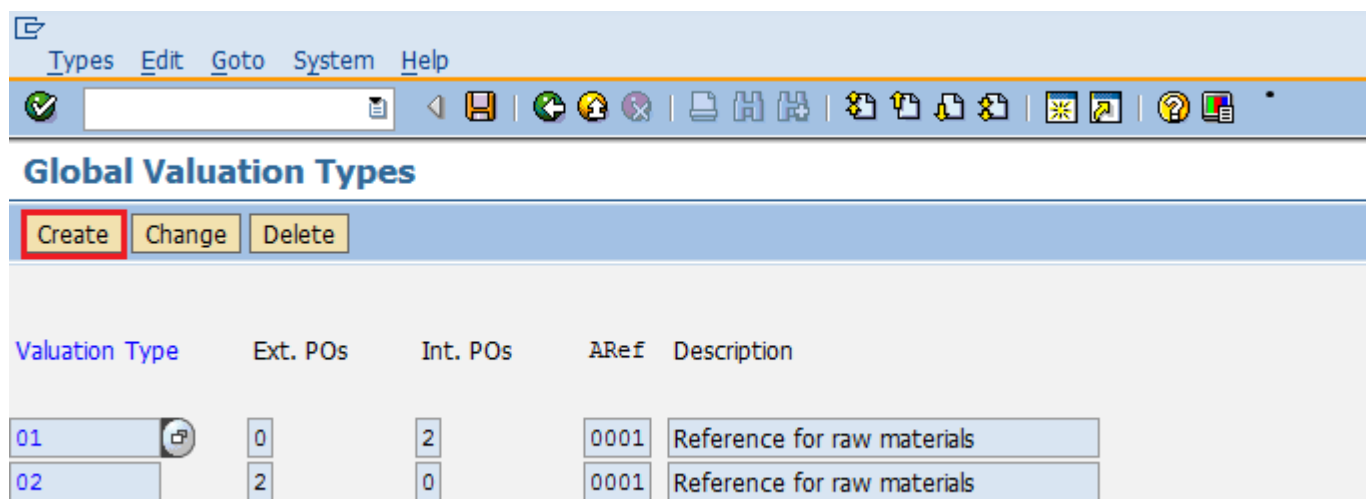 Types Edit Goto System Help
Global Valuation Types
Create Change Delete
Valuation Type Ext. POs Int. POs ARef Description
01 0 2 0001 Reference for raw materials
02 2 0 0001 Reference for raw materials